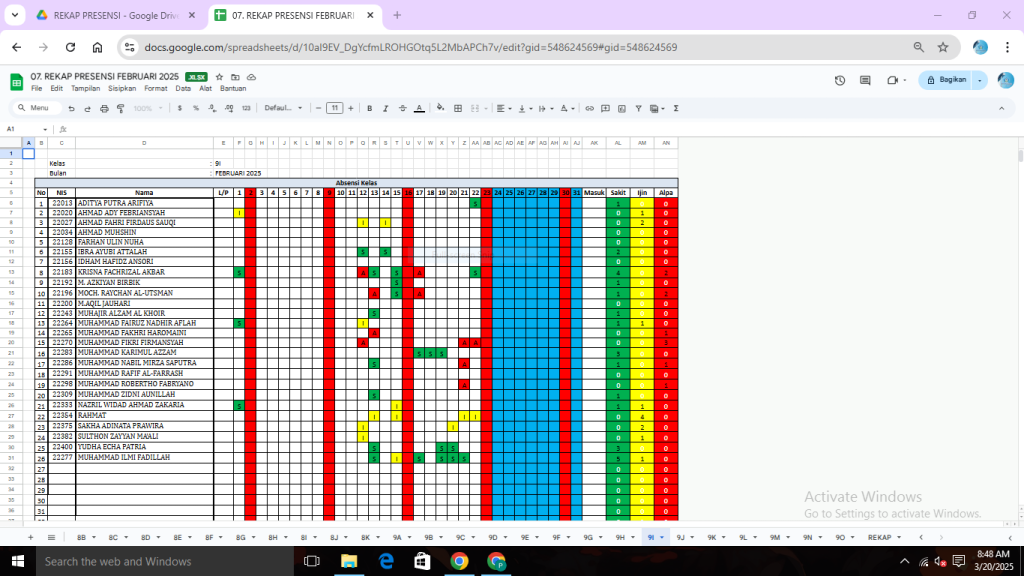 REKAP PRESENSI - Google Driv
07. REKAP PRESENSI FEBRUARI
docs.google.com/spreadsheets/d/10aI9EV_DgYcfmLROHGOtq5L2MbAPCh7v/edit?gid=548624569#gid=548624569
07. REKAP PRESENSI FEBRUARI 2025 .XLSX
File Edit Tampilan Sisipkan Format Data Alat Bantuan
Bagikan
Menu 100% $ % .0 .00 123 Defaul... 11 B I A
A1 fx
A B C D E F G H I J K L M N O P Q R S T U V W X Y Z AA AB AC AD AE AF AG AH AI AJ AK AL AM AN
Kelas : 9I
Bulan : FEBRUARI 2025
Absensi Kelas
No NIS Nama L/P 1 2 3 4 5 6 7 8 9 10 11 12 13 14 15 16 17 18 19 20 21 22 23 24 25 26 27 28 29 30 31 Masuk Sakit Ijin Alpa
1 22013 ADITYA PUTRA ARIFIYA S 1 0 0
2 22020 AHMAD ADY FEBRIANSYAH I 0 1 0
3 22027 AHMAD FAHRI FIRDAUS SAUQI I I 0 2 0
4 22034 AHMAD MUHSHIN 0 0 0
5 22128 FARHAN ULIN NUHA 0 0 0
6 22155 IBRA AYUBI ATTALAH S S 2 0 0
7 22156 IDHAM HAFIDZ ANSORI 0 0 0
8 22183 KRISNA FACHRIZAL AKBAR S A S S A S 4 0 2
9 22192 M. AZKIYAN BIRBIK S 1 0 0
10 22196 MOCH. RAYCHAN AL-UTSMAN A S A 1 0 2
11 22200 M.AQIL JAUHARI 0 0 0
12 22243 MUHAJIR ALZAM AL KHOIR S 1 0 0
13 22264 MUHAMMAD FAIRUZ NADHIR AFLAH S I 1 1 0
14 22265 MUHAMMAD FAKHRI HAROMAINI A 0 0 1
15 22270 MUHAMMAD FIKRI FIRMANSYAH A A A 0 0 3
16 22283 MUHAMMAD KARIMUL AZZAM S S S 3 0 0
17 22286 MUHAMMAD NABIL MIRZA SAPUTRA S A 1 0 1
18 22291 MUHAMMAD RAFIF AL-FARRASH 0 0 0
19 22298 MUHAMMAD ROBERTHO FABRYANO A 0 0 1
20 22309 MUHAMMAD ZIDNI AUNILLAH S 1 0 0
21 22333 NAZRIL WIDAD AHMAD ZAKARIA S I 1 1 0
22 22354 RAHMAT I I I I 0 4 0
23 22375 SAKHA ADINATA PRAWIRA I I 0 2 0
24 22382 SULTHON ZAYYAN MA'ALI I 0 1 0
25 22400 YUDHA ECHA PATRIA S S S 3 0 0
26 22277 MUHAMMAD ILMI FADILLAH S I S S S S 5 1 0
27 0 0 0
28 0 0 0
29 0 0 0
30 0 0 0
31 0 0 0
Activate Windows
Go to Settings to activate Windows.
8B 8C 8D 8E 8F 8G 8H 8I 8J 8K 9A 9B 9C 9D 9E 9F 9G 9H 9I 9J 9K 9L 9M 9N 9O REKAP
Search the web and Windows
8:48 AM
3/20/2025